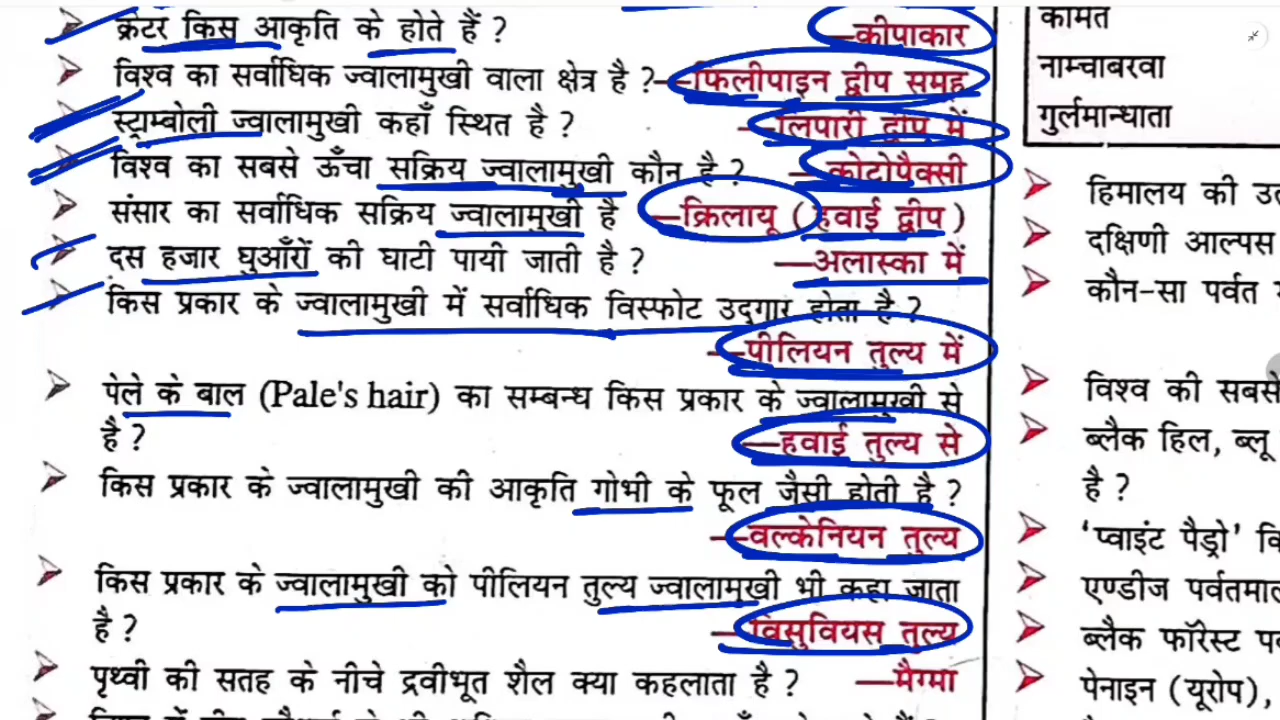 क्रेटर किस आकृति के होते हैं ? —कीपाकार
विश्व का सर्वाधिक ज्वालामुखी वाला क्षेत्र है ? —फिलीपाइन द्वीप समूह
स्ट्राम्बोली ज्वालामुखी कहाँ स्थित है ? —लिपारी द्वीप में
विश्व का सबसे ऊँचा सक्रिय ज्वालामुखी कौन है ? —कोटोपैक्सी
संसार का सर्वाधिक सक्रिय ज्वालामुखी है —क्रिलायू (हवाई द्वीप)
दस हजार घुआँरों की घाटी पायी जाती है ? —अलास्का में
किस प्रकार के ज्वालामुखी में सर्वाधिक विस्फोट उद्गार होता है ?
—पीलियन तुल्य में
पेले के बाल (Pale's hair) का सम्बन्ध किस प्रकार के ज्वालामुखी से
है ? —हवाई तुल्य से
किस प्रकार के ज्वालामुखी की आकृति गोभी के फूल जैसी होती है ?
—वल्केनियन तुल्य
किस प्रकार के ज्वालामुखी को पीलियन तुल्य ज्वालामुखी भी कहा जाता
है ? —विसुवियस तुल्य
पृथ्वी की सतह के नीचे द्रवीभूत शैल क्या कहलाता है ? —मैग्मा
कामत
नाम्चाबरवा
गुर्लमान्धाता
हिमालय की
दक्षिणी आल्पस
कौन-सा पर्वत
विश्व की सबसे
ब्लैक हिल, ब्लू
है ?
‘प्वाइंट पैड्रो’
एण्डीज पर्वतमाल
ब्लैक फॉरेस्ट
पेनाइन (यूरोप),